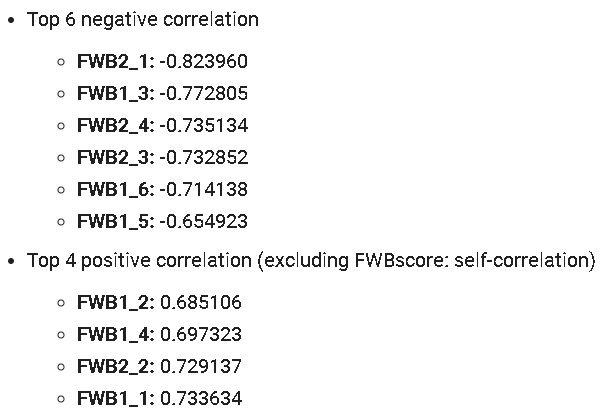 • Top 6 negative correlation
◦ FWB2_1: -0.823960
◦ FWB1_3: -0.772805
◦ FWB2_4: -0.735134
◦ FWB2_3: -0.732852
◦ FWB1_6: -0.714138
◦ FWB1_5: -0.654923
• Top 4 positive correlation (excluding FWBscore: self-correlation)
◦ FWB1_2: 0.685106
◦ FWB1_4: 0.697323
◦ FWB2_2: 0.729137
◦ FWB1_1: 0.733634